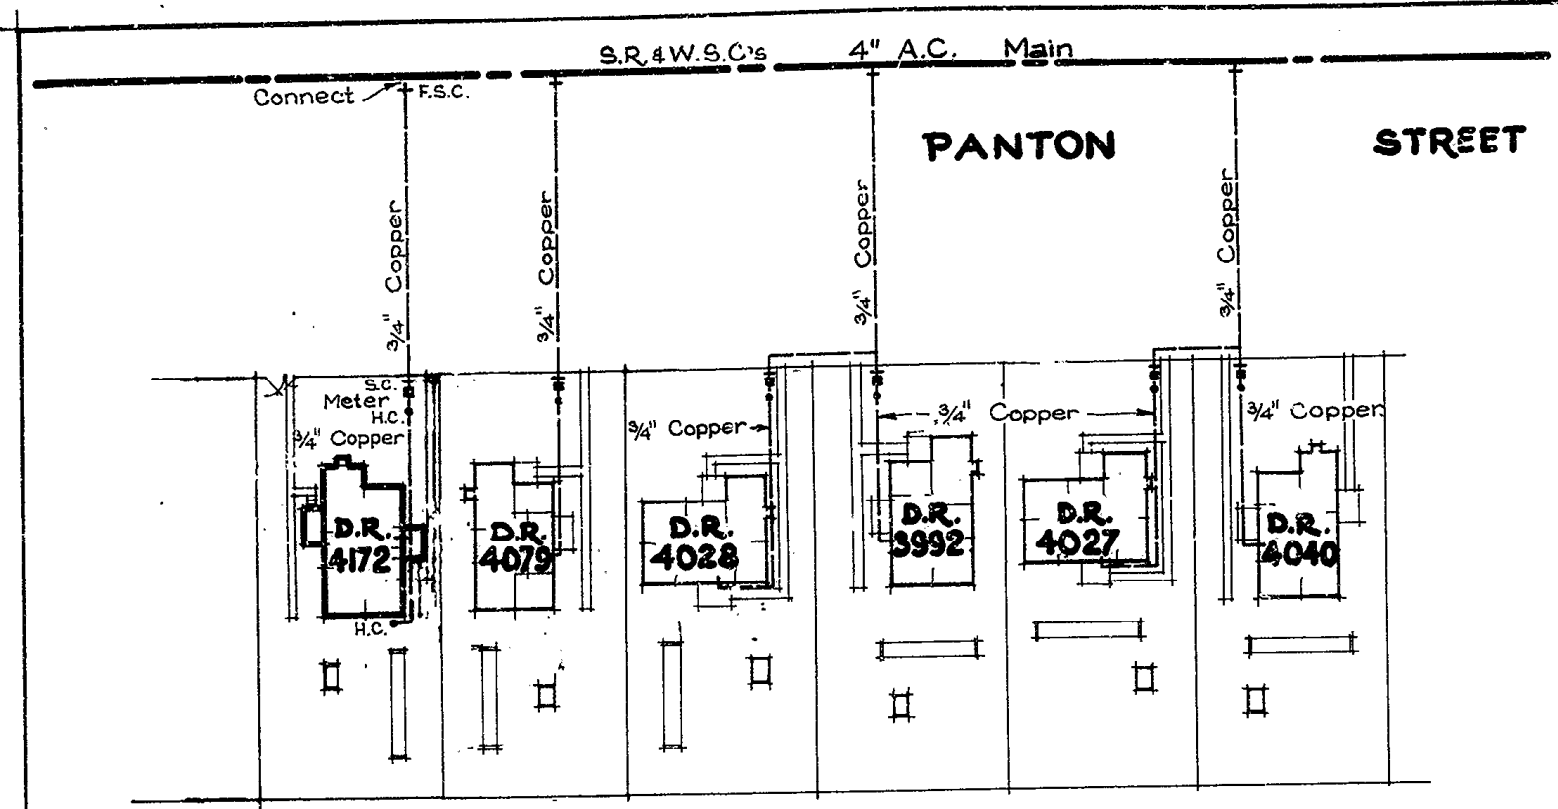 S.R. & W.S.C's 4" A.C. Main
Connect F.S.C.
PANTON STREET
3/4" Copper
3/4" Copper
3/4" Copper
3/4" Copper
S.C.
Meter
H.C.
3/4" Copper
3/4" Copper
3/4" Copper
3/4" Copper
D.R.
4172
D.R.
4079
D.R.
4028
D.R.
3992
D.R.
4027
D.R.
4040
H.C.